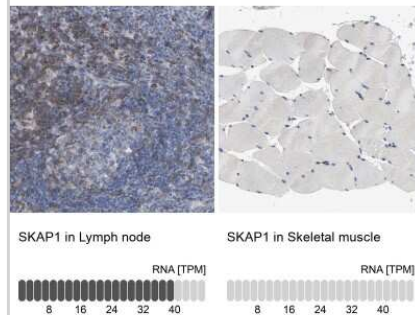 SKAP1 in Lymph node
SKAP1 in Skeletal muscle
RNA [TPM]
RNA [TPM]
8 16 24 32 40
8 16 24 32 40